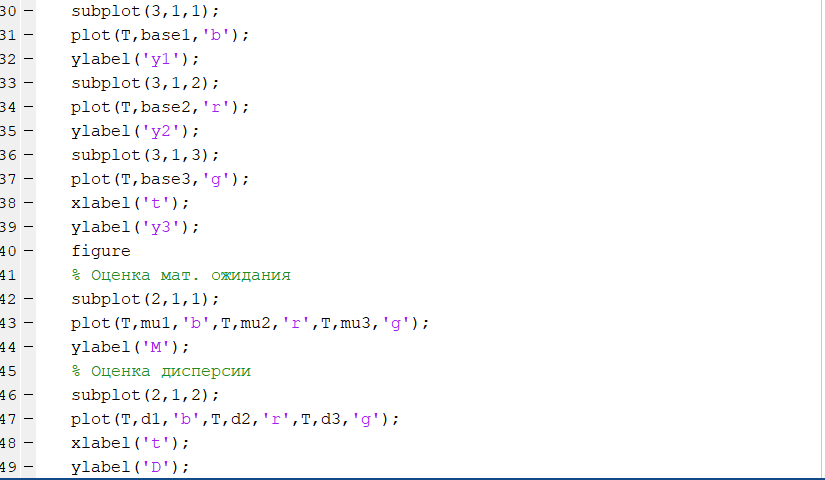 30 – subplot(3,1,1);
31 – plot(T,base1,'b');
32 – ylabel('y1');
33 – subplot(3,1,2);
34 – plot(T,base2,'r');
35 – ylabel('y2');
36 – subplot(3,1,3);
37 – plot(T,base3,'g');
38 – xlabel('t');
39 – ylabel('y3');
40 – figure
41 % Оценка мат. ожидания
42 – subplot(2,1,1);
43 – plot(T,mu1,'b',T,mu2,'r',T,mu3,'g');
44 – ylabel('M');
45 % Оценка дисперсии
46 – subplot(2,1,2);
47 – plot(T,d1,'b',T,d2,'r',T,d3,'g');
48 – xlabel('t');
49 – ylabel('D');